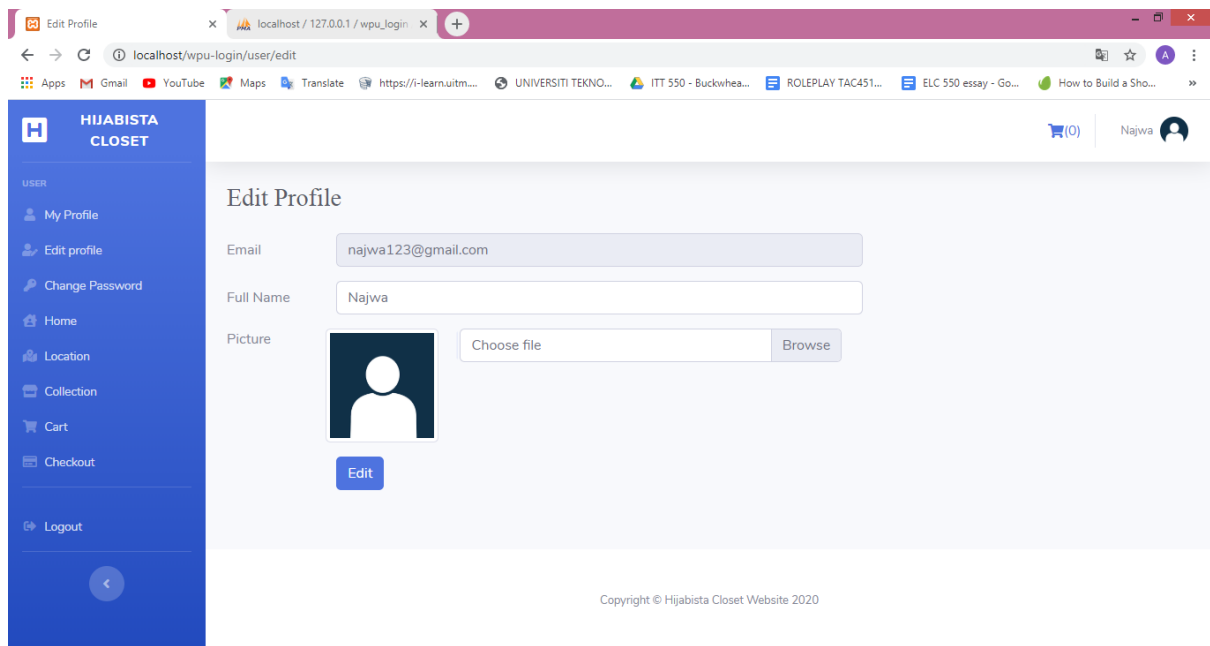 Edit Profile
localhost / 127.0.0.1 / wpu_login
localhost/wpu-login/user/edit
A
Apps
Gmail
YouTube
Maps
Translate
https://i-learn.uitm....
UNIVERSITI TEKNO...
ITT 550 - Buckwhea...
ROLEPLAY TAC451...
ELC 550 essay - Go...
How to Build a Sho...
»
H
HIJABISTA
CLOSET
(0)
Najwa
USER
My Profile
Edit profile
Change Password
Home
Location
Collection
Cart
Checkout
Logout
Edit Profile
Email
najwa123@gmail.com
Full Name
Najwa
Picture
Choose file
Browse
Edit
Copyright © Hijabista Closet Website 2020